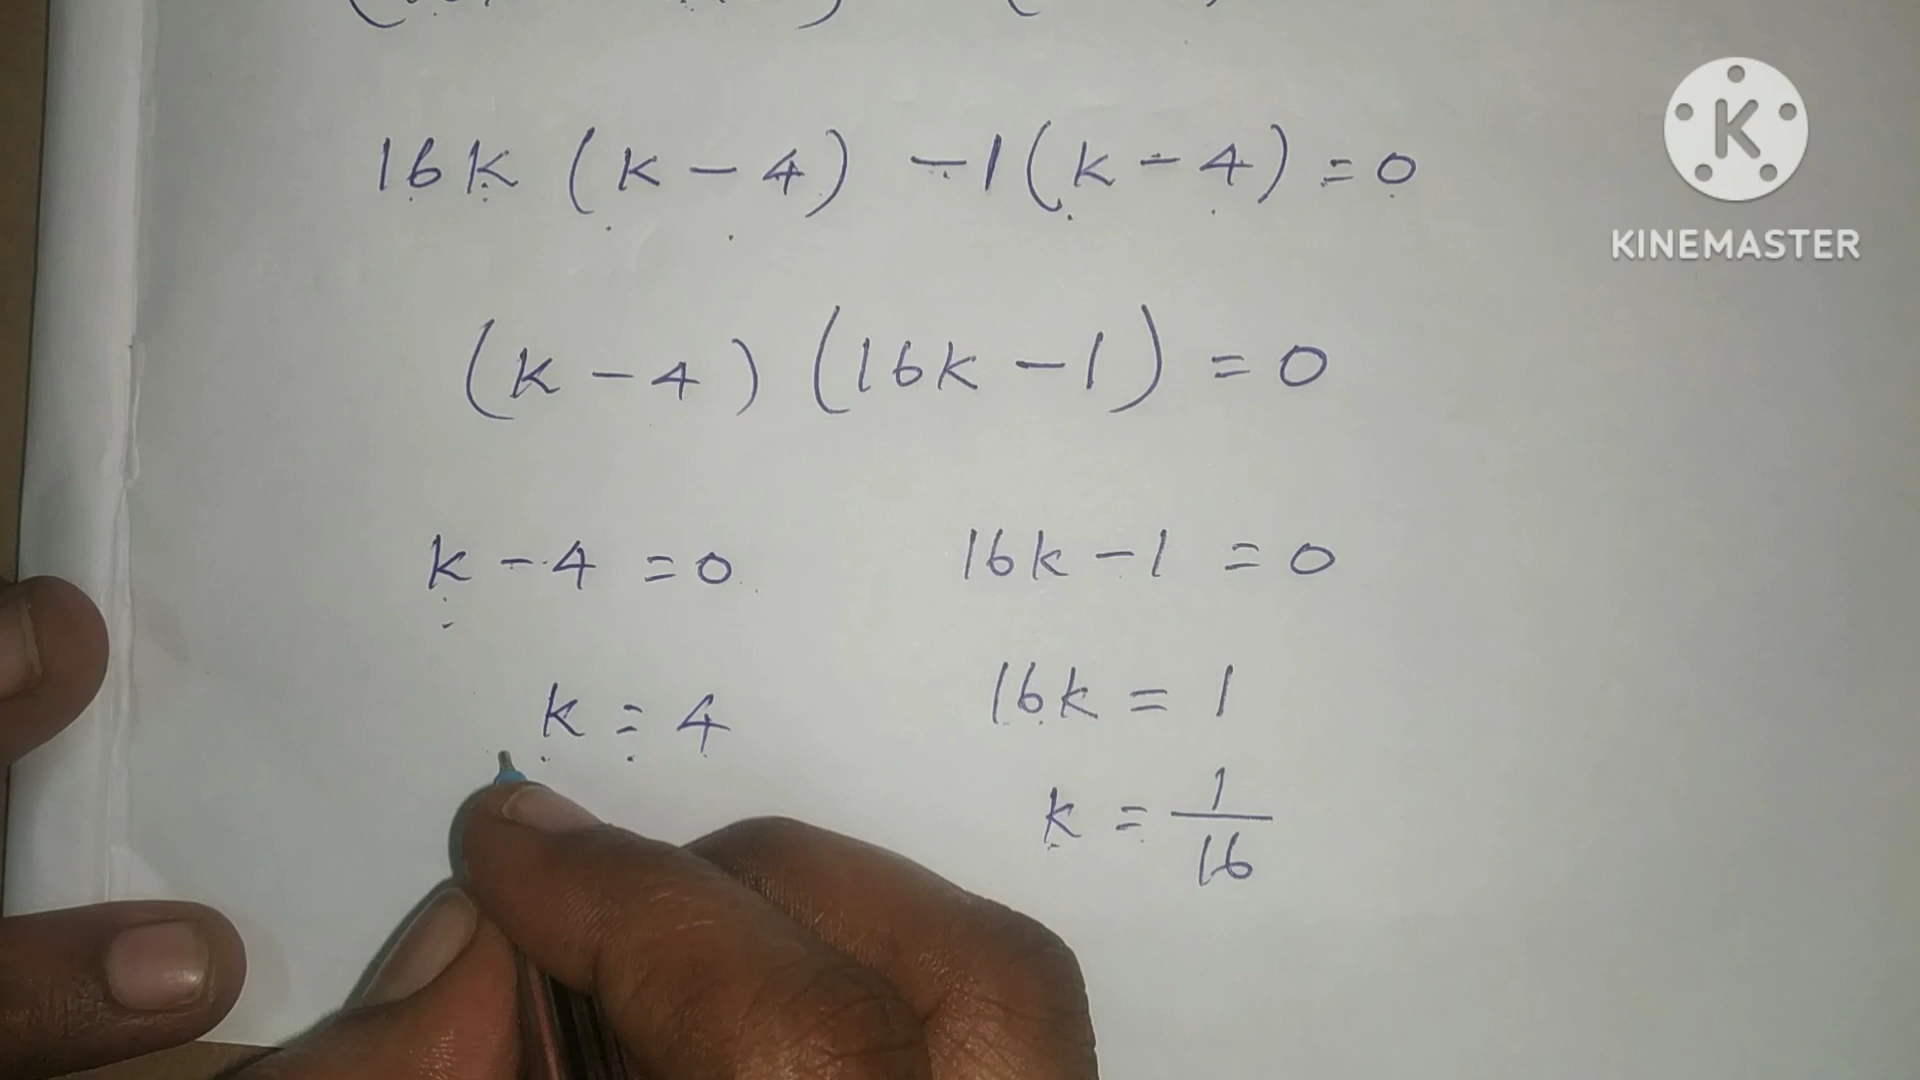 16k (k - 4) -1 (k - 4) = 0
K
KINEMASTER
(k - 4) (16k - 1) = 0
k - 4 = 0 16k - 1 = 0
k = 4 16k = 1
k = 1/16